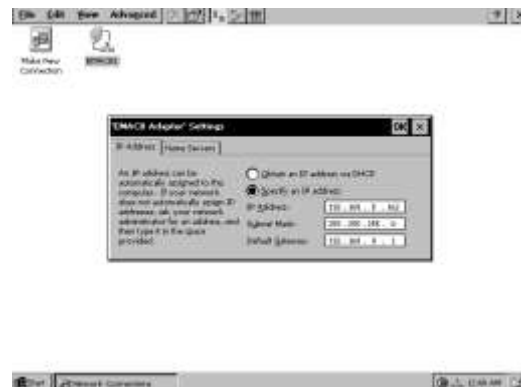 File Edit View Advanced
Make New
Connection
'EMACB Adapter' Settings OK
IP Address Name Servers
An IP address can be
automatically assigned to this
computer. If your network
does not automatically assign IP
addresses, ask your network
administrator for an address, and
then type it in the space
provided.
Obtain an IP address via DHCP
Specify an IP address
IP Address:
Subnet Mask:
Default Gateway:
Start Network Connections